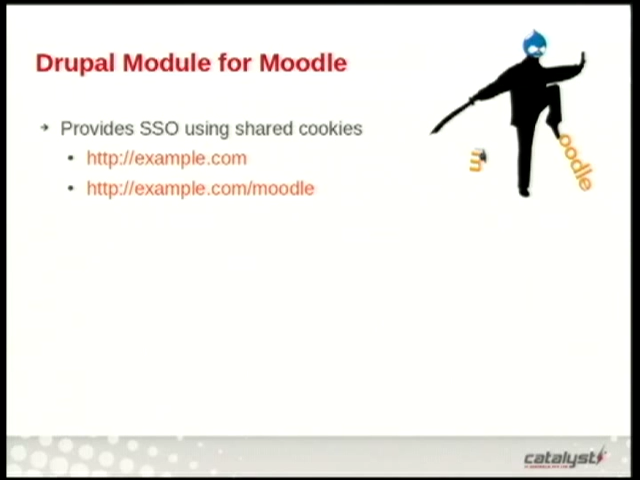 Drupal Module for Moodle
Provides SSO using shared cookies
http://example.com
http://example.com/moodle
m
oodle
catalyst